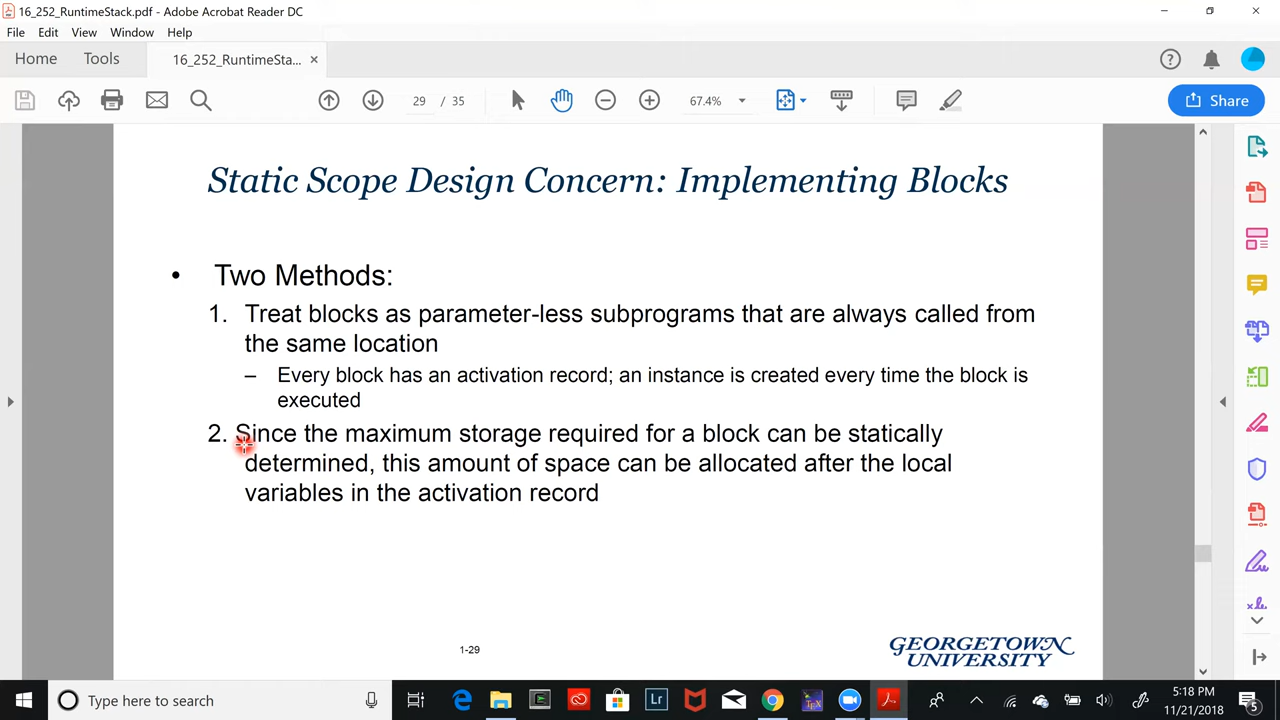 16_252_RuntimeStack.pdf - Adobe Acrobat Reader DC
File Edit View Window Help
Home Tools 16_252_RuntimeSta... ×
29 / 35 67.4% Share
Static Scope Design Concern: Implementing Blocks
• Two Methods:
1. Treat blocks as parameter-less subprograms that are always called from
the same location
– Every block has an activation record; an instance is created every time the block is
executed
2. Since the maximum storage required for a block can be statically
determined, this amount of space can be allocated after the local
variables in the activation record
1-29
GEORGETOWN
UNIVERSITY
Type here to search
5:18 PM
11/21/2018
5